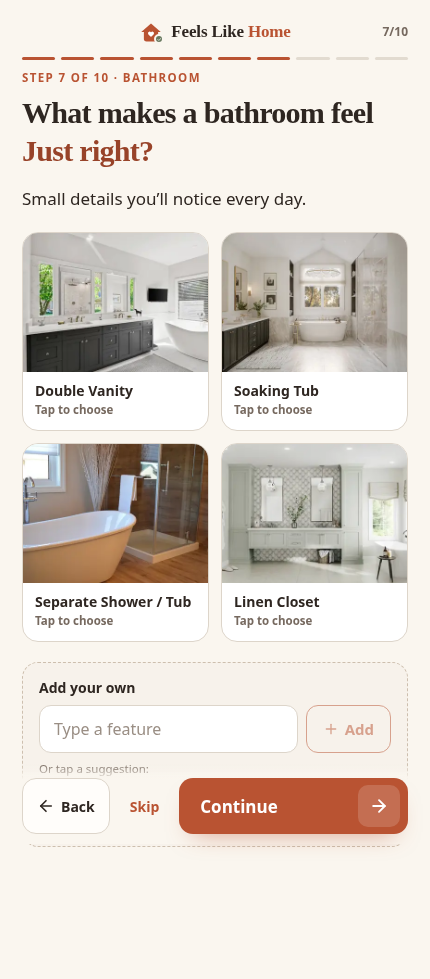 Feels Like Home
7/10
STEP 7 OF 10 · BATHROOM
What makes a bathroom feel
Just right?
Small details you’ll notice every day.
Double Vanity
Tap to choose
Soaking Tub
Tap to choose
Separate Shower / Tub
Tap to choose
Linen Closet
Tap to choose
Add your own
Type a feature
+ Add
Or tap a suggestion:
Back
Skip
Continue